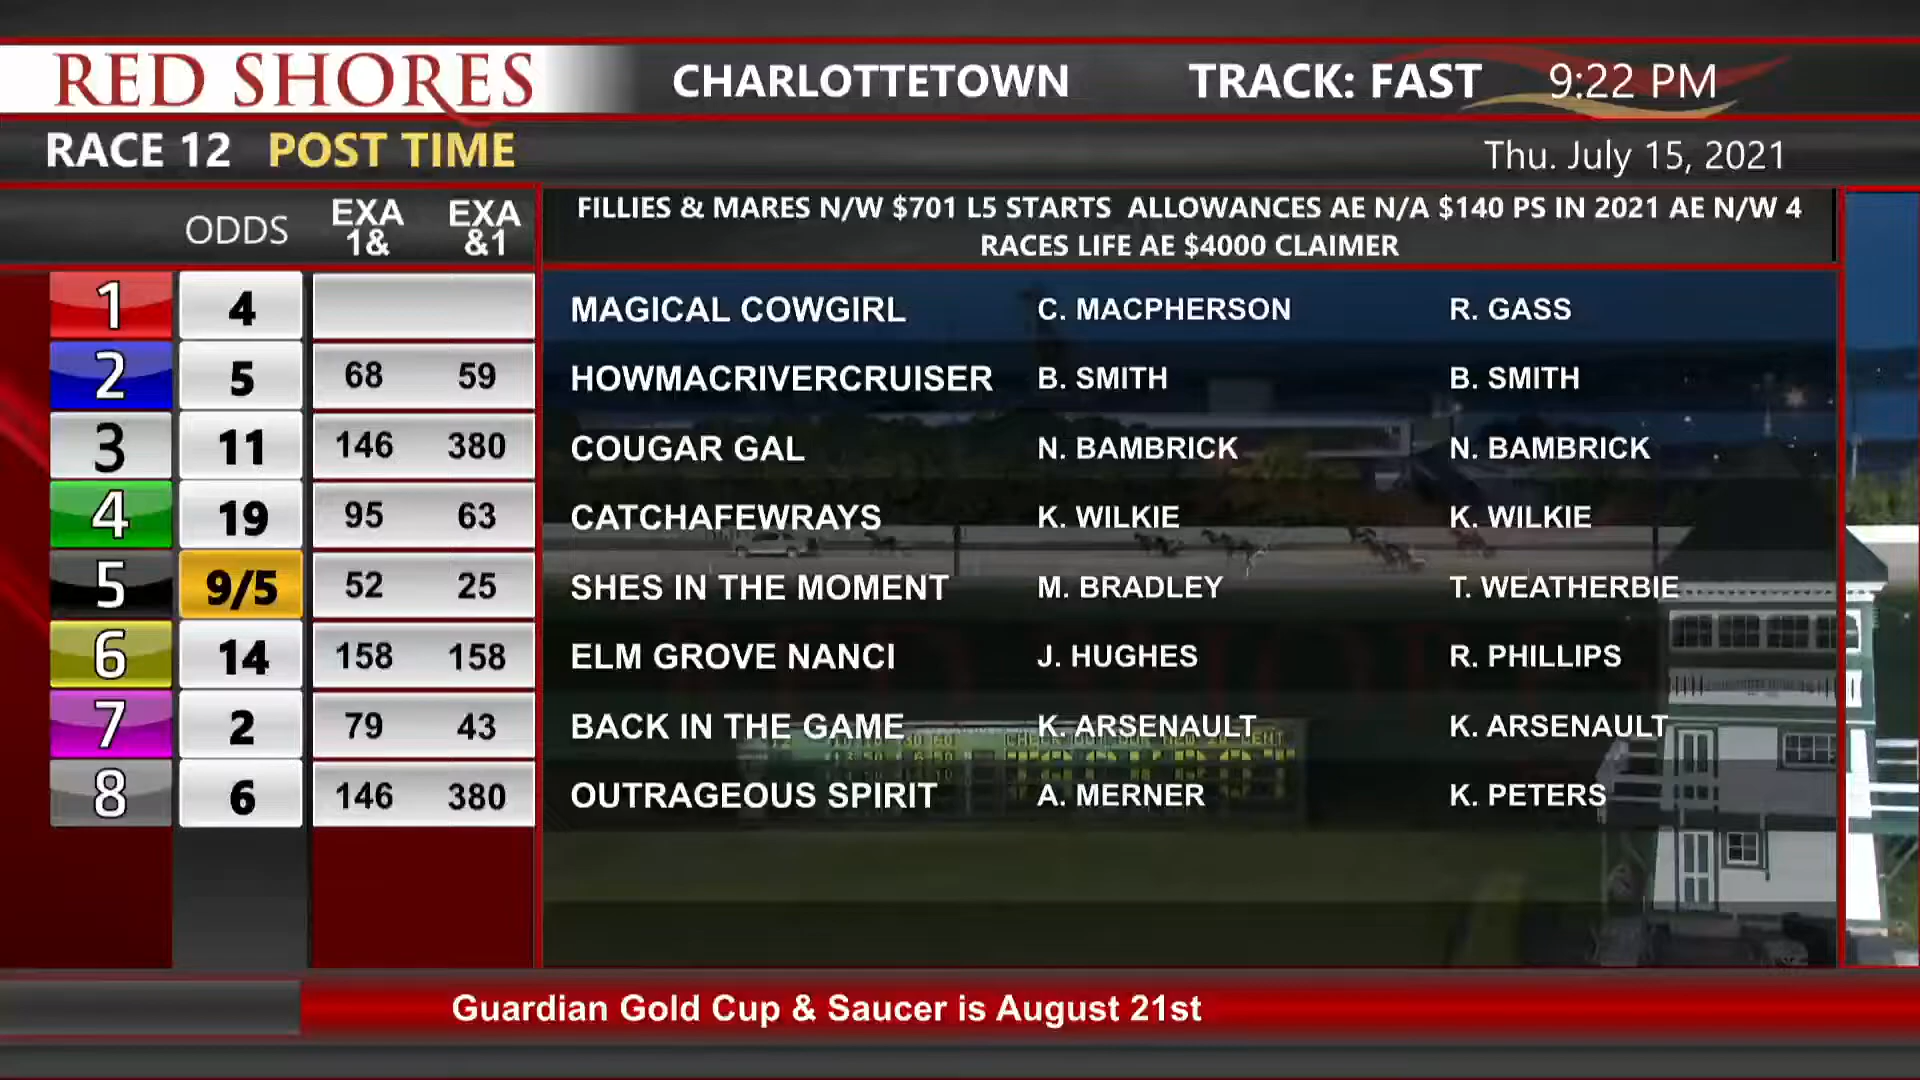 RED SHORES CHARLOTTETOWN TRACK: FAST 9:22 PM
RACE 12 POST TIME Thu. July 15, 2021
ODDS EXA 1& EXA &1
FILLIES & MARES N/W $701 L5 STARTS ALLOWANCES AE N/A $140 PS IN 2021 AE N/W 4
RACES LIFE AE $4000 CLAIMER
1 4 MAGICAL COWGIRL C. MACPHERSON R. GASS
2 5 68 59 HOWMACRIVERCRUISER B. SMITH B. SMITH
3 11 146 380 COUGAR GAL N. BAMBRICK N. BAMBRICK
4 19 95 63 CATCHAFEWRAYS K. WILKIE K. WILKIE
5 9/5 52 25 SHES IN THE MOMENT M. BRADLEY T. WEATHERBIE
6 14 158 158 ELM GROVE NANCI J. HUGHES R. PHILLIPS
7 2 79 43 BACK IN THE GAME K. ARSENAULT K. ARSENAULT
8 6 146 380 OUTRAGEOUS SPIRIT A. MERNER K. PETERS
RED SHORES
Guardian Gold Cup & Saucer is August 21st